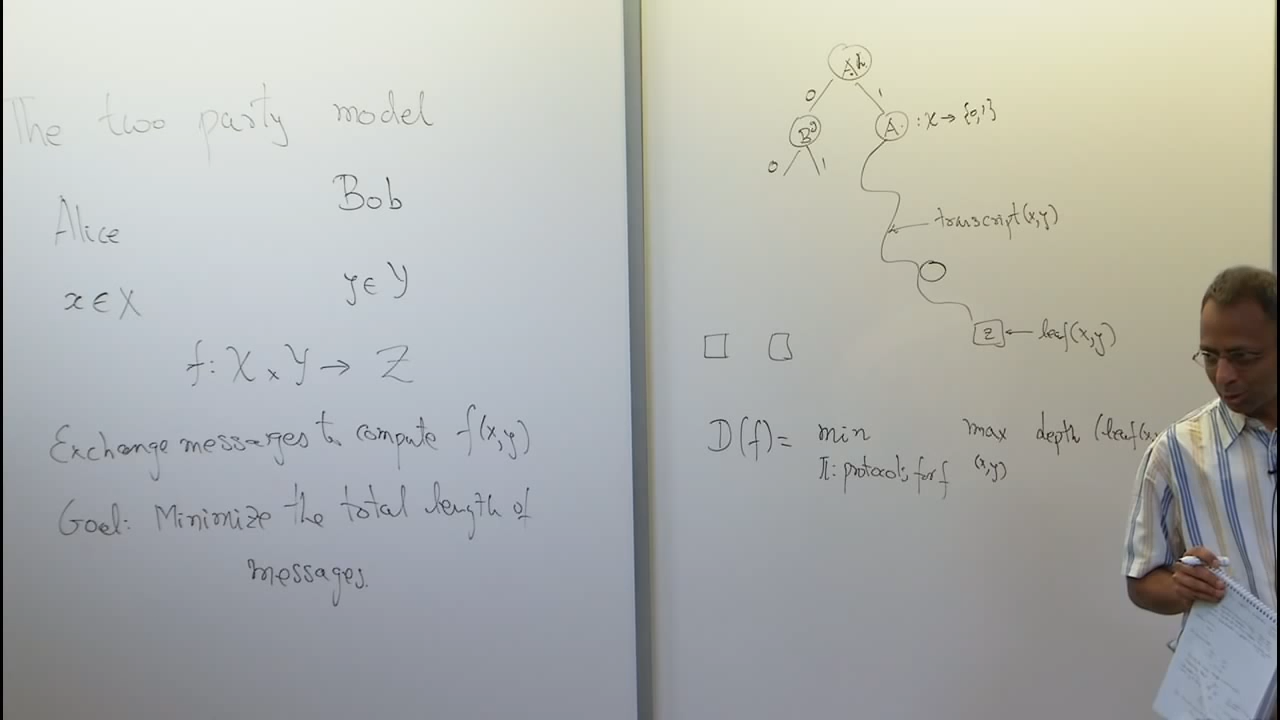 The two party model
Alice Bob
x ∈ X y ∈ Y
f: X × Y → Z
Exchange messages to compute f(x,y)
Goal: Minimize the total length of
messages.
A
0 1
B A : X → {0,1}
0 1
transcript(x,y)
z ← leaf(x,y)
D(f) = min max depth (leaf(x,y
π: protocols for f (x,y)